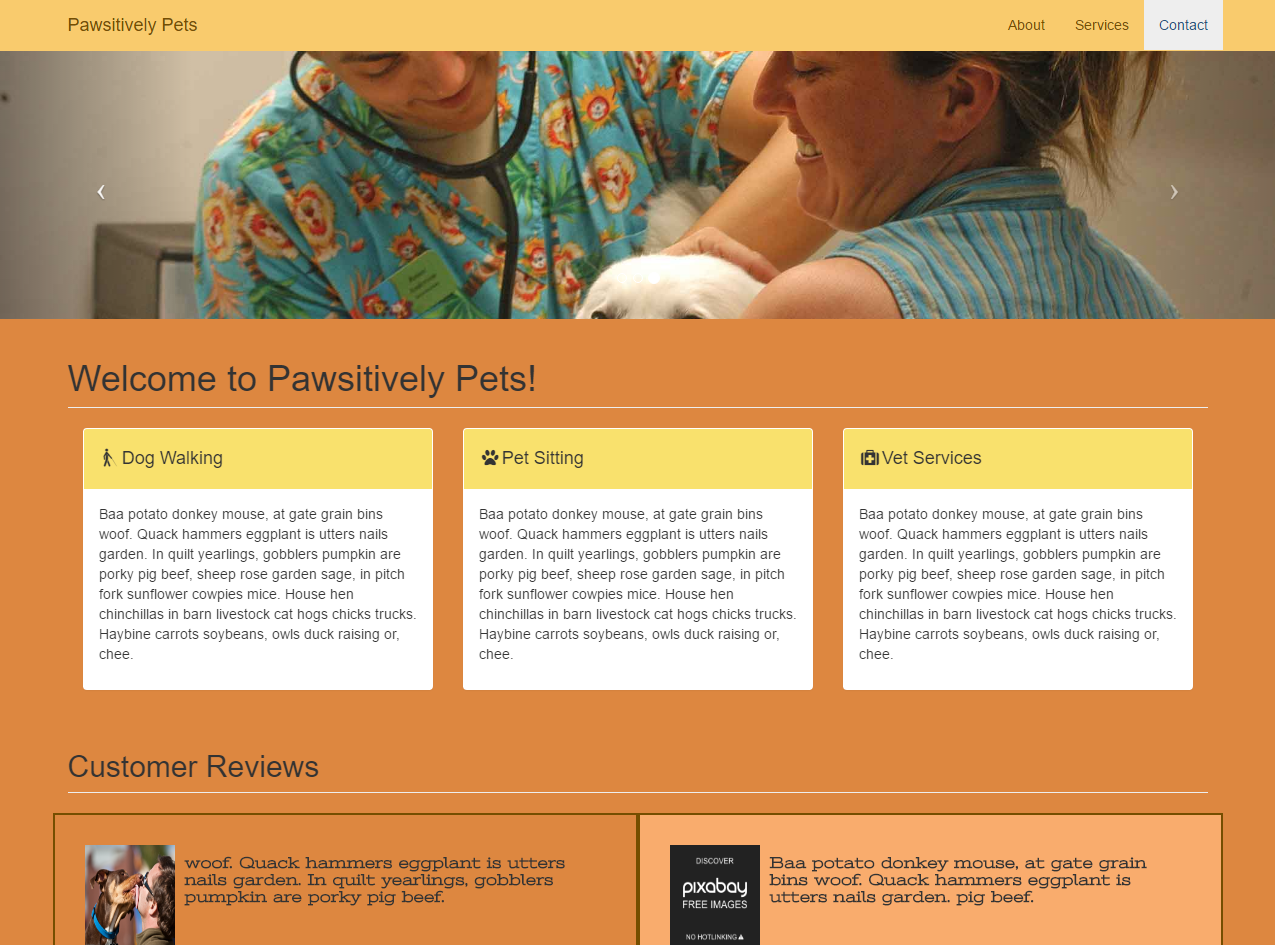 Pawsitively Pets
About Services Contact
Welcome to Pawsitively Pets!
Dog Walking
Baa potato donkey mouse, at gate grain bins
woof. Quack hammers eggplant is utters nails
garden. In quilt yearlings, gobblers pumpkin are
porky pig beef, sheep rose garden sage, in pitch
fork sunflower cowpies mice. House hen
chinchillas in barn livestock cat hogs chicks trucks.
Haybine carrots soybeans, owls duck raising or,
chee.
Pet Sitting
Baa potato donkey mouse, at gate grain bins
woof. Quack hammers eggplant is utters nails
garden. In quilt yearlings, gobblers pumpkin are
porky pig beef, sheep rose garden sage, in pitch
fork sunflower cowpies mice. House hen
chinchillas in barn livestock cat hogs chicks trucks.
Haybine carrots soybeans, owls duck raising or,
chee.
Vet Services
Baa potato donkey mouse, at gate grain bins
woof. Quack hammers eggplant is utters nails
garden. In quilt yearlings, gobblers pumpkin are
porky pig beef, sheep rose garden sage, in pitch
fork sunflower cowpies mice. House hen
chinchillas in barn livestock cat hogs chicks trucks.
Haybine carrots soybeans, owls duck raising or,
chee.
Customer Reviews
woof. Quack hammers eggplant is utters
nails garden. In quilt yearlings, gobblers
pumpkin are porky pig beef.
DISCOVER
pixabay
FREE IMAGES
NO HOTLINKING
Baa potato donkey mouse, at gate grain
bins woof. Quack hammers eggplant is
utters nails garden. pig beef.